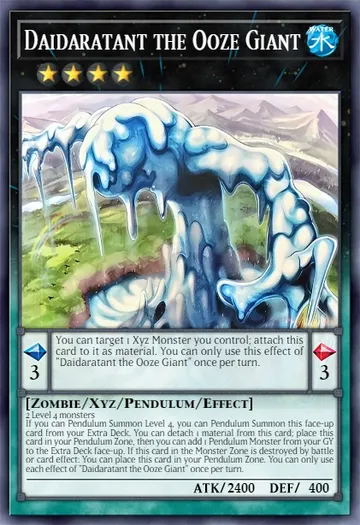 DAIDARATANT THE OOZE GIANT
WATER
水
You can target 1 Xyz Monster you control; attach
this card to it as material. You can only use this effect of
"Daidaratant the Ooze Giant" once per turn.
3
3
[ZOMBIE/XYZ/PENDULUM/EFFECT]
2 Level 4 monsters
If you can Pendulum Summon Level 4, you can Pendulum Summon this face-up
card from your Extra Deck. You can detach 1 material from this card; place this
card in your Pendulum Zone, then you can add 1 Pendulum Monster from your GY
to the Extra Deck face-up. If this card in the Monster Zone is destroyed by battle
or card effect: You can place this card in your Pendulum Zone. You can only use
each effect of "Daidaratant the Ooze Giant" once per turn.
ATK/2400 DEF/ 400